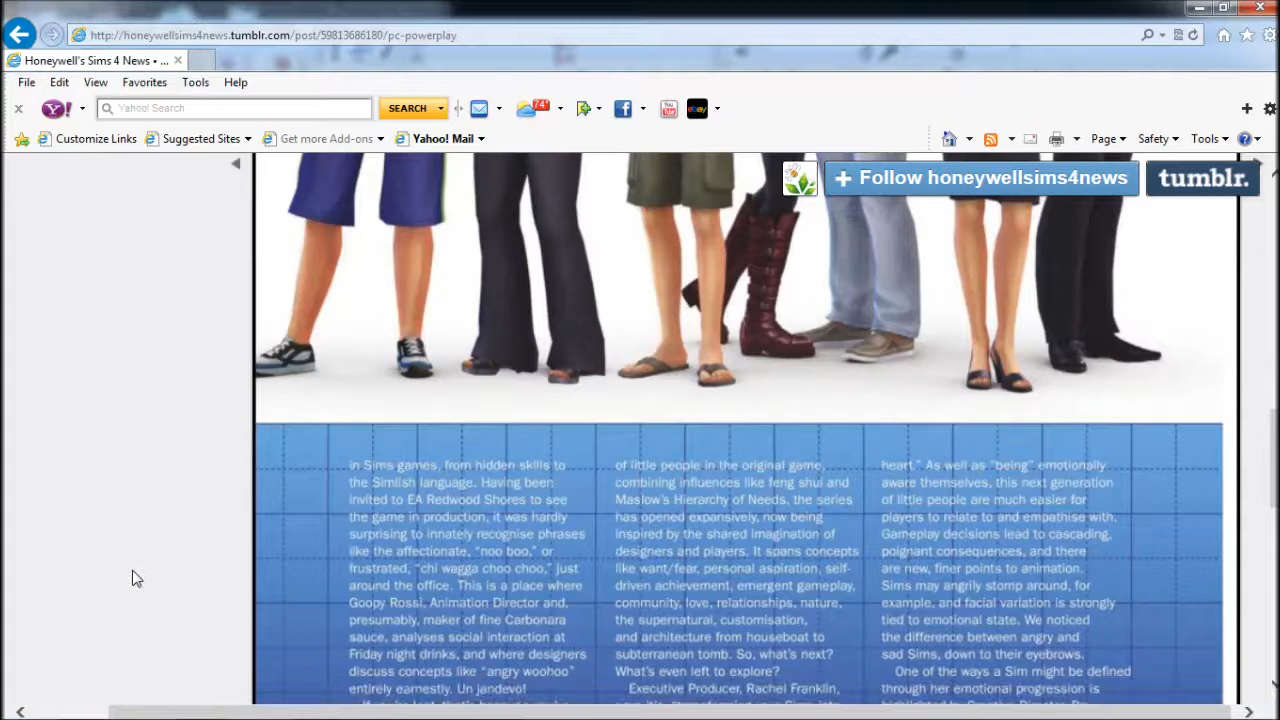 http://honeywellsims4news.tumblr.com/post/59813686180/pc-powerplay
Honeywell's Sims 4 News • ...
File Edit View Favorites Tools Help
Y! Yahoo! Search SEARCH 74° You Tube ebay
Customize Links Suggested Sites Get more Add-ons Yahoo! Mail Page Safety Tools
+ Follow honeywellsims4news tumblr.
in Sims games, from hidden skills to
the Simlish language. Having been
invited to EA Redwood Shores to see
the game in production, it was hardly
surprising to innately recognise phrases
like the affectionate, “noo boo,” or
frustrated, “chi wagga choo choo,” just
around the office. This is a place where
Goopy Rossi, Animation Director and,
presumably, maker of fine Carbonara
sauce, analyses social interaction at
Friday night drinks, and where designers
discuss concepts like “angry woohoo”
entirely earnestly. Un jandevo!
of little people in the original game,
combining influences like feng shui and
Maslow's Hierarchy of Needs, the series
has opened expansively, now being
inspired by the shared imagination of
designers and players. It spans concepts
like want/fear, personal aspiration, self-
driven achievement, emergent gameplay,
community, love, relationships, nature,
the supernatural, customisation,
and architecture from houseboat to
subterranean tomb. So, what's next?
What's even left to explore?
Executive Producer, Rachel Franklin,
heart.” As well as “being” emotionally
aware themselves, this next generation
of little people are much easier for
players to relate to and empathise with.
Gameplay decisions lead to cascading,
poignant consequences, and there
are new, finer points to animation.
Sims may angrily stomp around, for
example, and facial variation is strongly
tied to emotional state. We noticed
the difference between angry and
sad Sims, down to their eyebrows.
One of the ways a Sim might be defined
through her emotional progression is